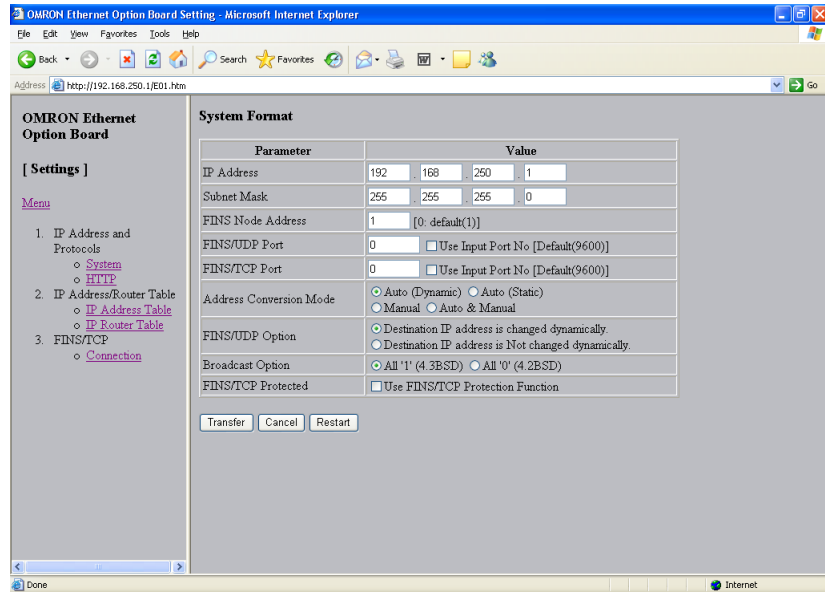 OMRON Ethernet Option Board Setting - Microsoft Internet Explorer
File Edit View Favorites Tools Help
Back Search Favorites
Address http://192.168.250.1/E01.htm Go
OMRON Ethernet
Option Board
[ Settings ]
Menu
1. IP Address and
Protocols
o System
o HTTP
2. IP Address/Router Table
o IP Address Table
o IP Router Table
3. FINS/TCP
o Connection
System Format
Parameter Value
IP Address 192 . 168 . 250 . 1
Subnet Mask 255 . 255 . 255 . 0
FINS Node Address 1 [0: default(1)]
FINS/UDP Port 0 Use Input Port No [Default(9600)]
FINS/TCP Port 0 Use Input Port No [Default(9600)]
Address Conversion Mode Auto (Dynamic) Auto (Static)
Manual Auto & Manual
FINS/UDP Option Destination IP address is changed dynamically.
Destination IP address is Not changed dynamically.
Broadcast Option All '1' (4.3BSD) All '0' (4.2BSD)
FINS/TCP Protected Use FINS/TCP Protection Function
Transfer Cancel Restart
Done Internet